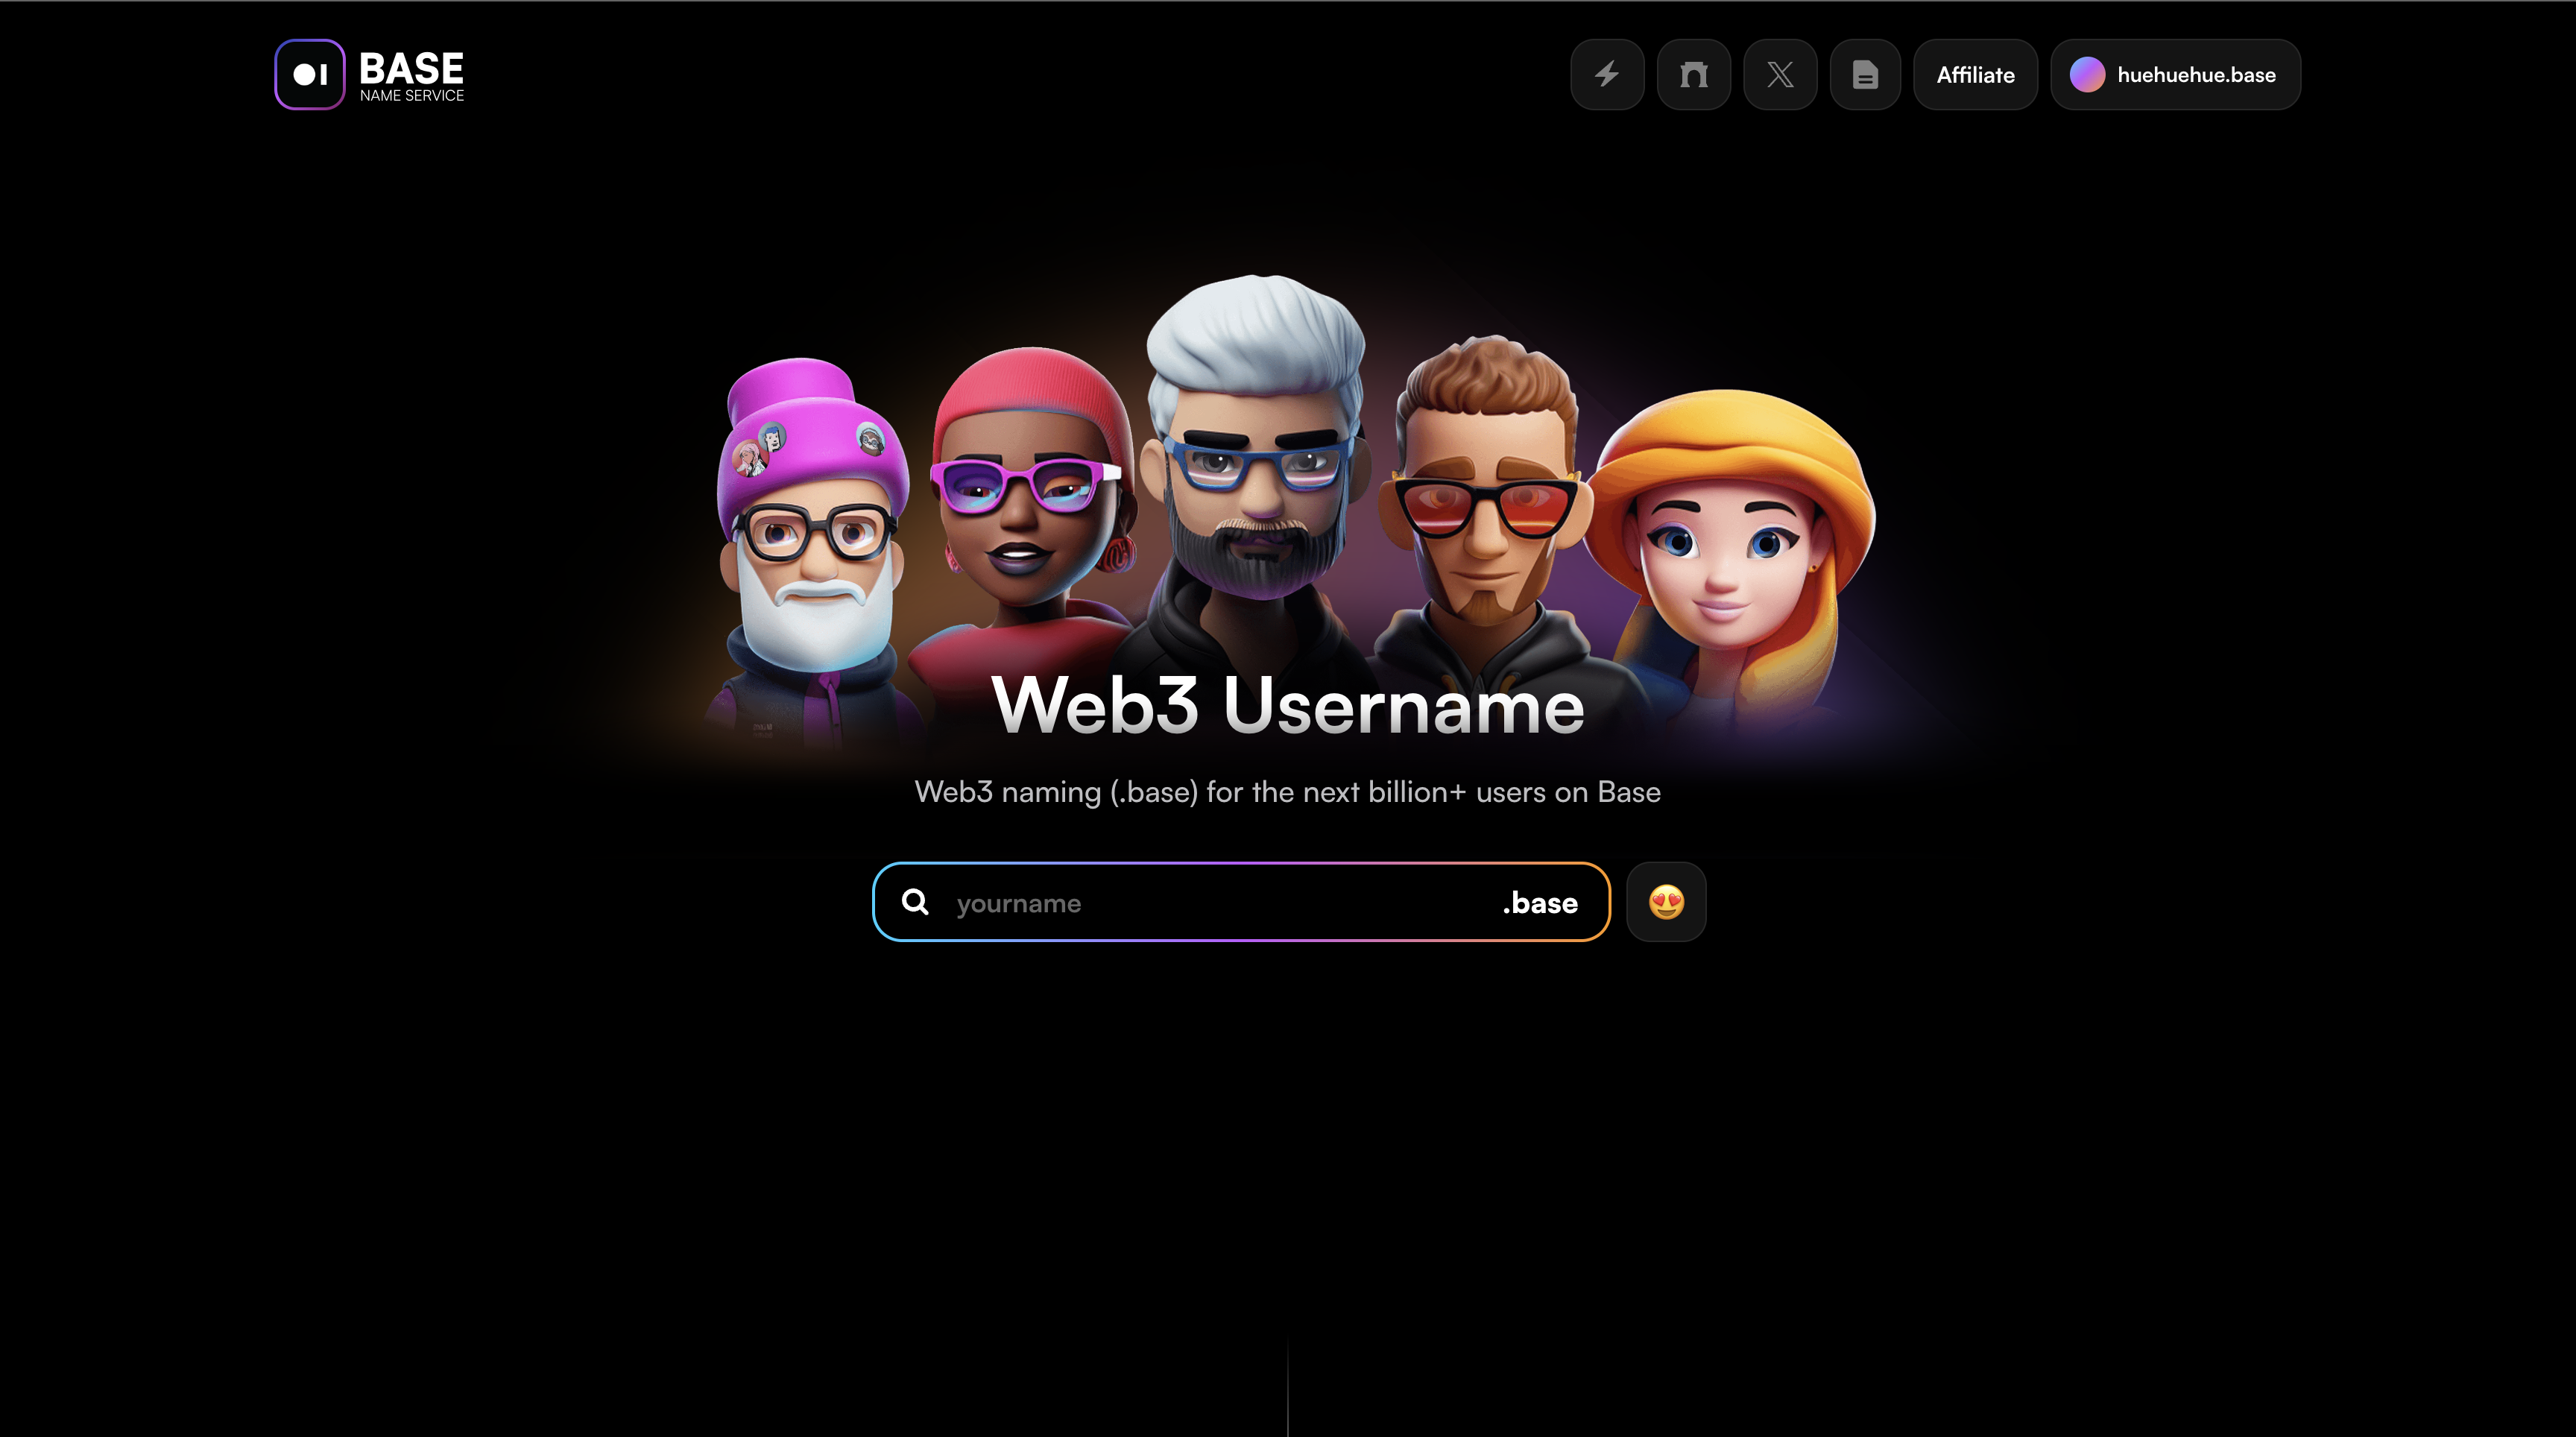 BASE
NAME SERVICE
Affiliate
huehuehue.base
Web3 Username
Web3 naming (.base) for the next billion+ users on Base
yourname
.base